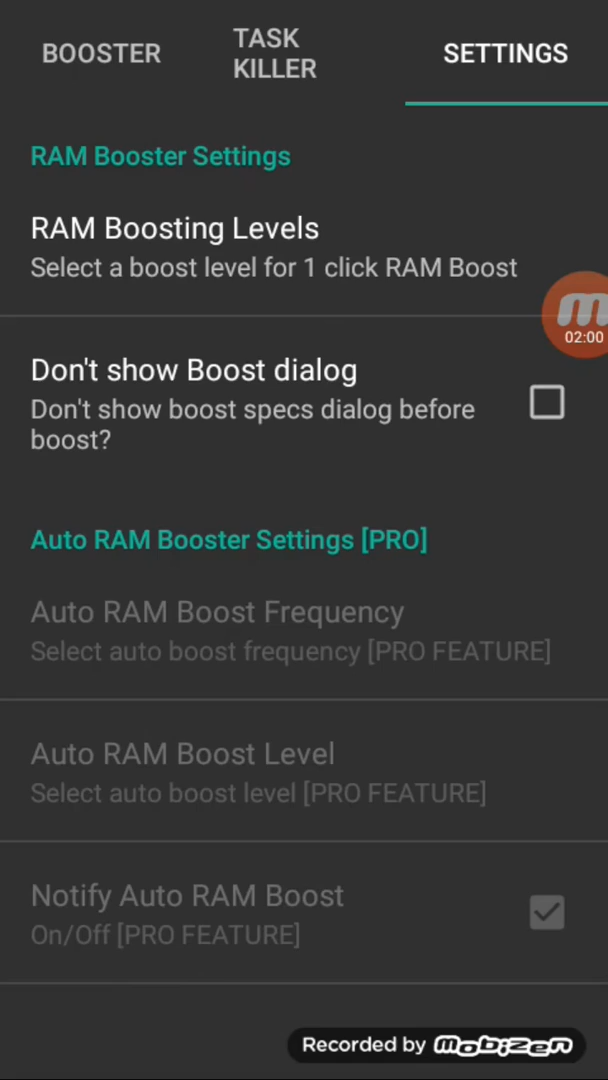 BOOSTER
TASK
KILLER
SETTINGS
RAM Booster Settings
RAM Boosting Levels
Select a boost level for 1 click RAM Boost
m
02:00
Don't show Boost dialog
Don't show boost specs dialog before
boost?
Auto RAM Booster Settings [PRO]
Auto RAM Boost Frequency
Select auto boost frequency [PRO FEATURE]
Auto RAM Boost Level
Select auto boost level [PRO FEATURE]
Notify Auto RAM Boost
On/Off [PRO FEATURE]
Recorded by mobizen